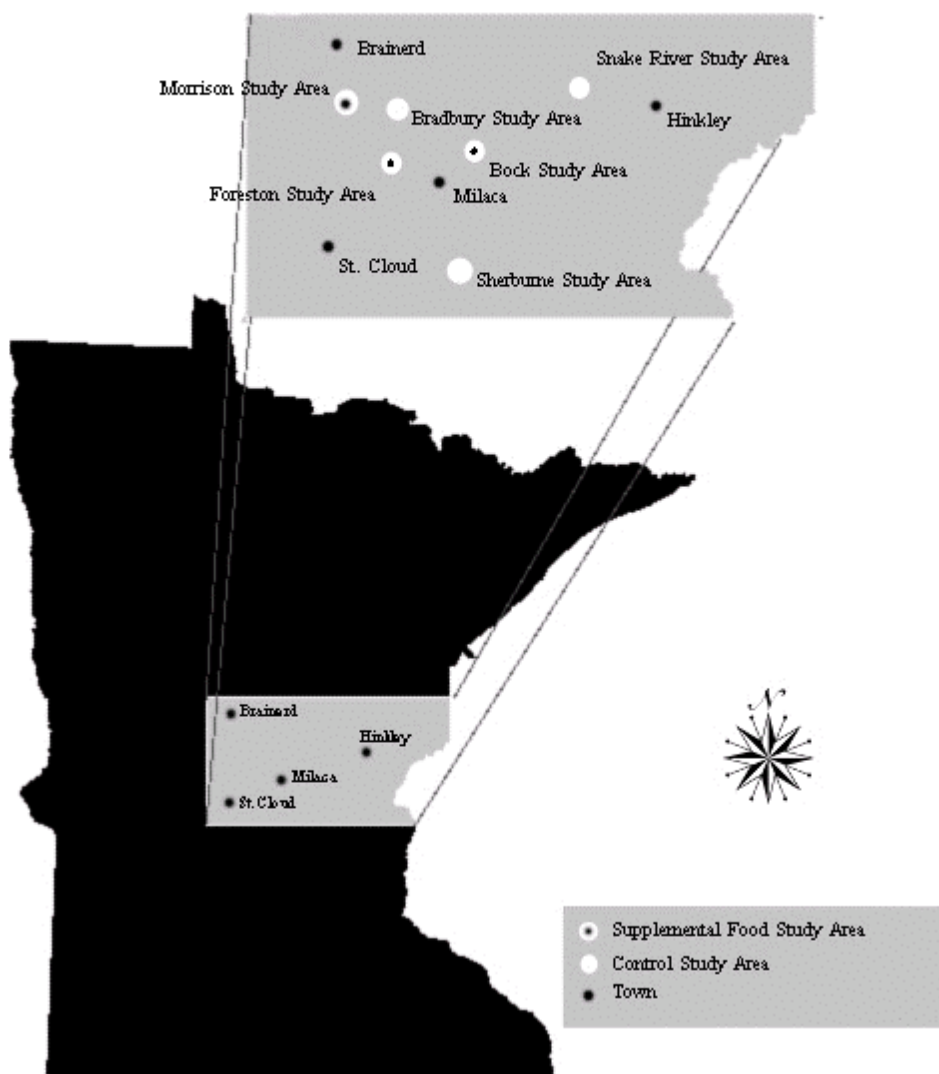 Brainerd
Snake River Study Area
Morrison Study Area
Bradbury Study Area
Hinkley
Bock Study Area
Foreston Study Area
Milaca
St. Cloud
Sherburne Study Area
Brainard
Hinkley
Milaca
St. Cloud
N
Supplemental Food Study Area
Control Study Area
Town